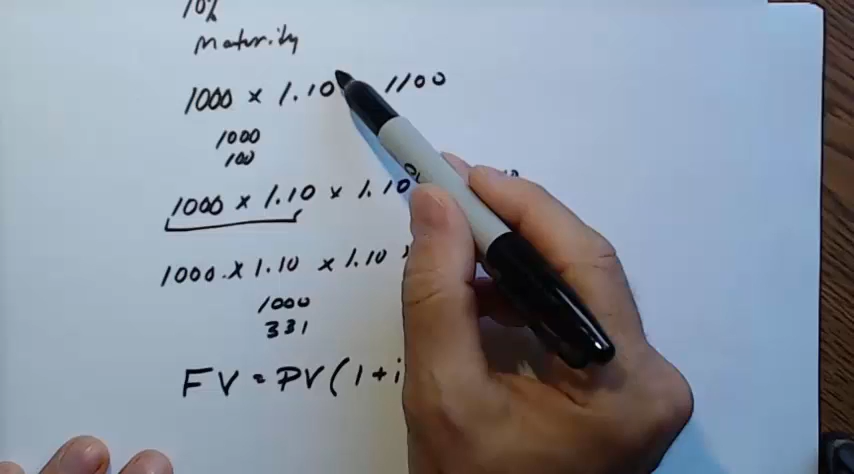 10%
Maturity
1000 x 1.10 1100
1000
100
1000 x 1.10 x 1.10
1000 x 1.10 x 1.10
1000
331
FV = PV(1+i